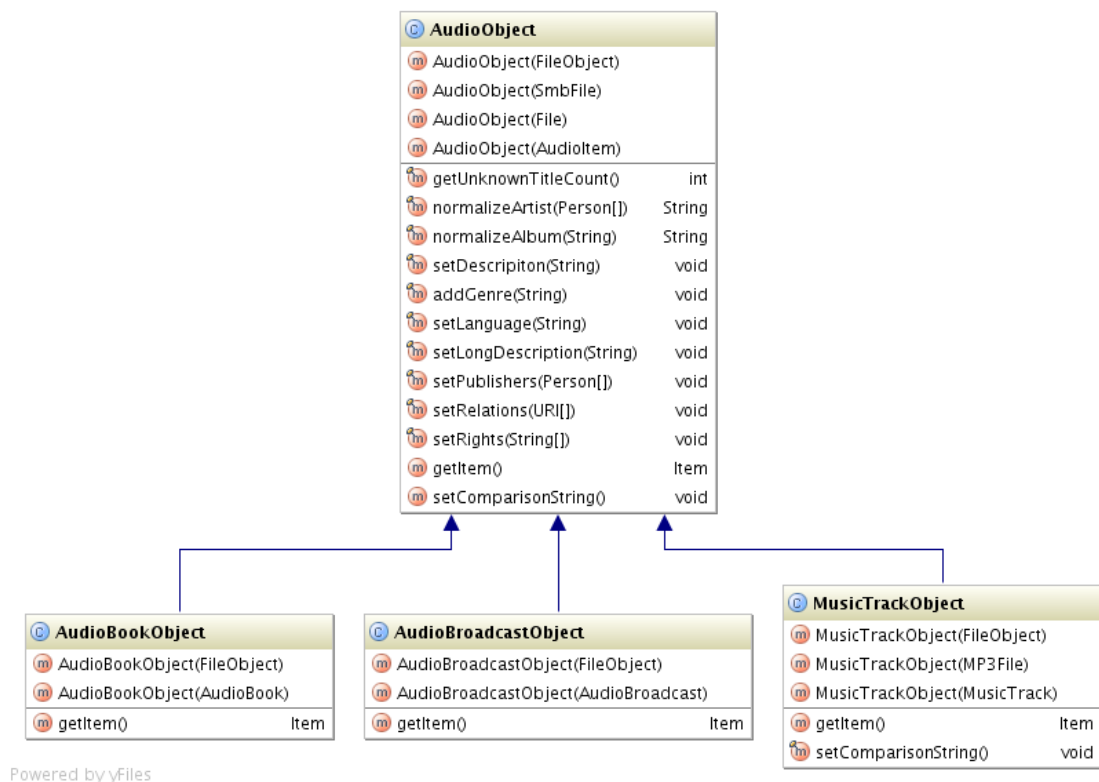 AudioObject
AudioObject(FileObject)
AudioObject(SmbFile)
AudioObject(File)
AudioObject(AudioItem)
getUnknownTitleCount() int
normalizeArtist(Person[]) String
normalizeAlbum(String) String
setDescripiton(String) void
addGenre(String) void
setLanguage(String) void
setLongDescription(String) void
setPublishers(Person[]) void
setRelations(URI[]) void
setRights(String[]) void
getItem() Item
setComparisonString() void
AudioBookObject
AudioBookObject(FileObject)
AudioBookObject(AudioBook)
getItem() Item
AudioBroadcastObject
AudioBroadcastObject(FileObject)
AudioBroadcastObject(AudioBroadcast)
getItem() Item
MusicTrackObject
MusicTrackObject(FileObject)
MusicTrackObject(MP3File)
MusicTrackObject(MusicTrack)
getItem() Item
setComparisonString() void
Powered by yFiles